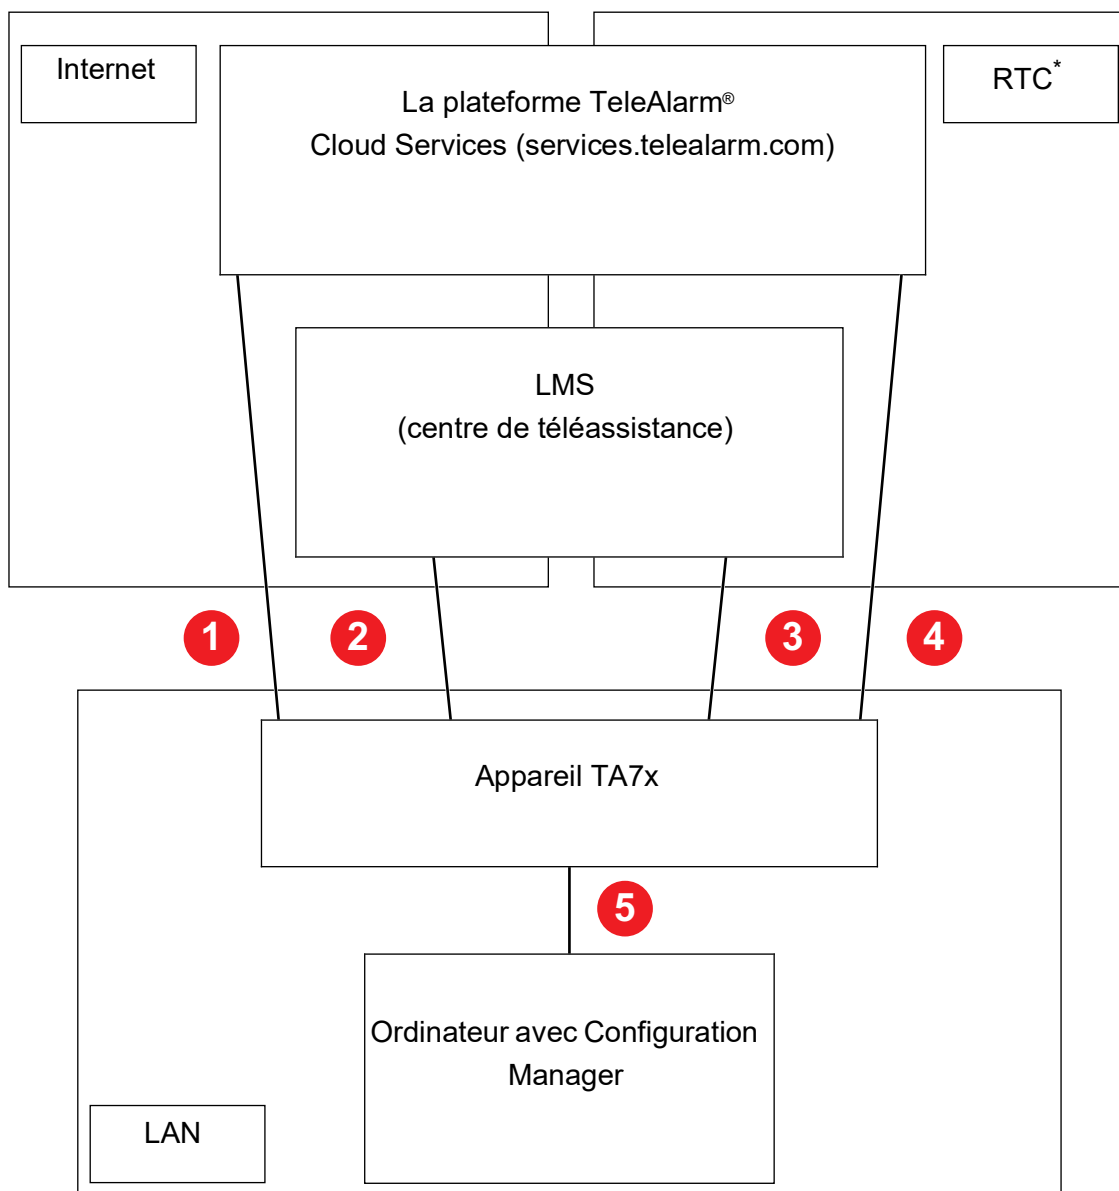 Internet
La plateforme TeleAlarm®
Cloud Services (services.telealarm.com)
RTC*
LMS
(centre de téléassistance)
1
2
3
4
Appareil TA7x
5
Ordinateur avec Configuration
Manager
LAN